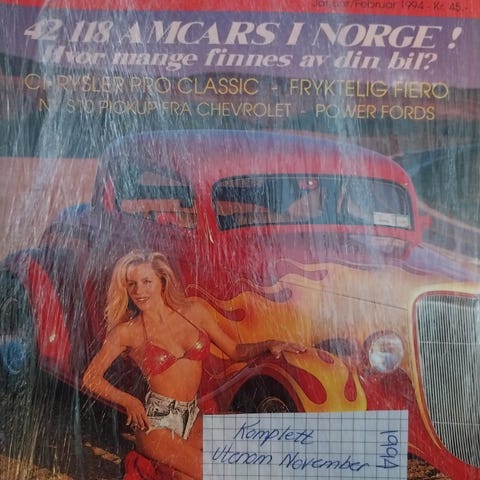 Januar/Februar 1994 - Kr. 45,-
42 118 AMCARS I NORGE !
Hvor mange finnes av din bil?
CHRYSLER PRO CLASSIC - FRYKTELIG FIERO
NY S 10 PICKUP FRA CHEVROLET - POWER FORDS
Komplett
Utenom November
1994